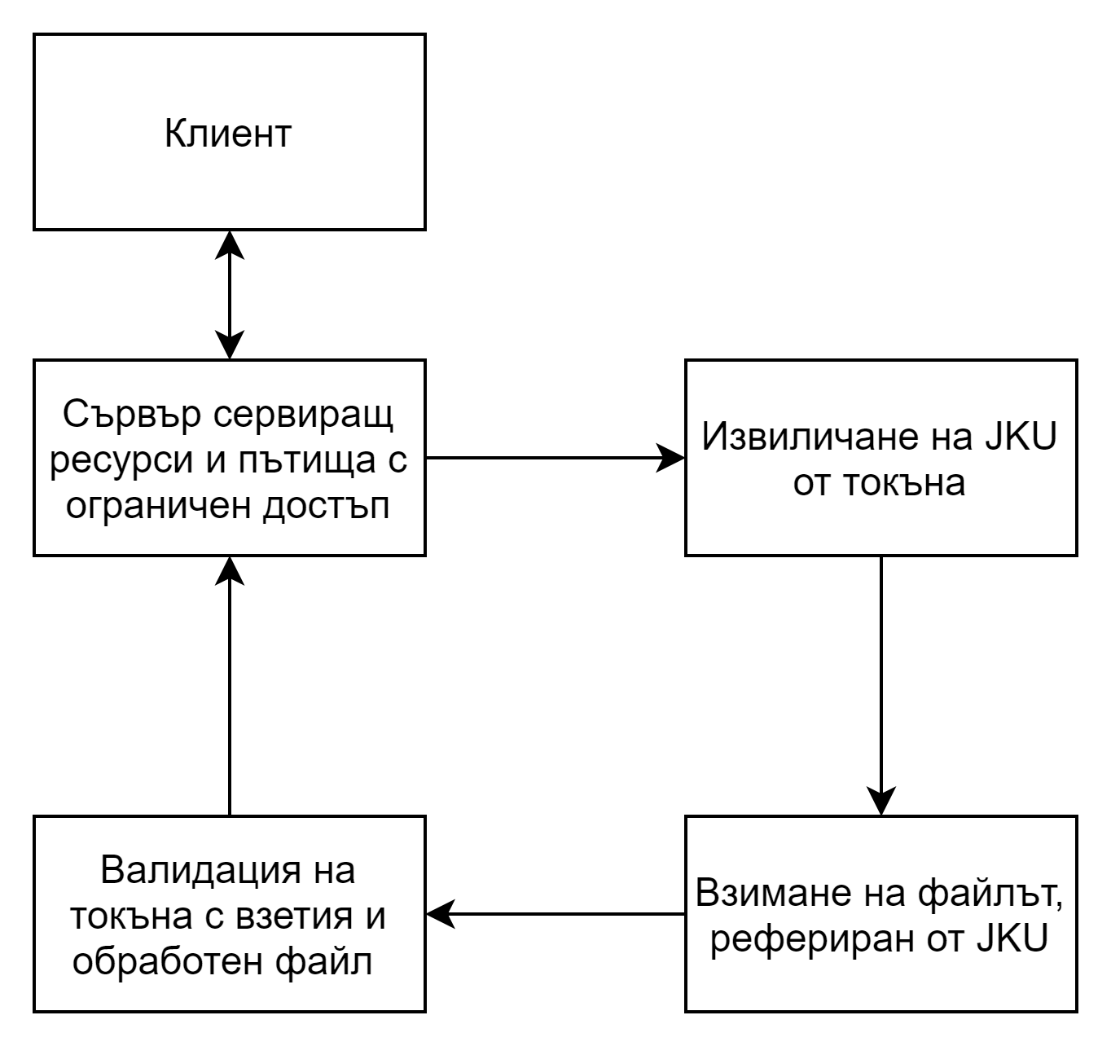 Клиент
Сървър сервиращ
ресурси и пътища с
ограничен достъп
Извиличане на JKU
от токъна
Валидация на
токъна с взетия и
обработен файл
Взимане на файлът,
рефериран от JKU